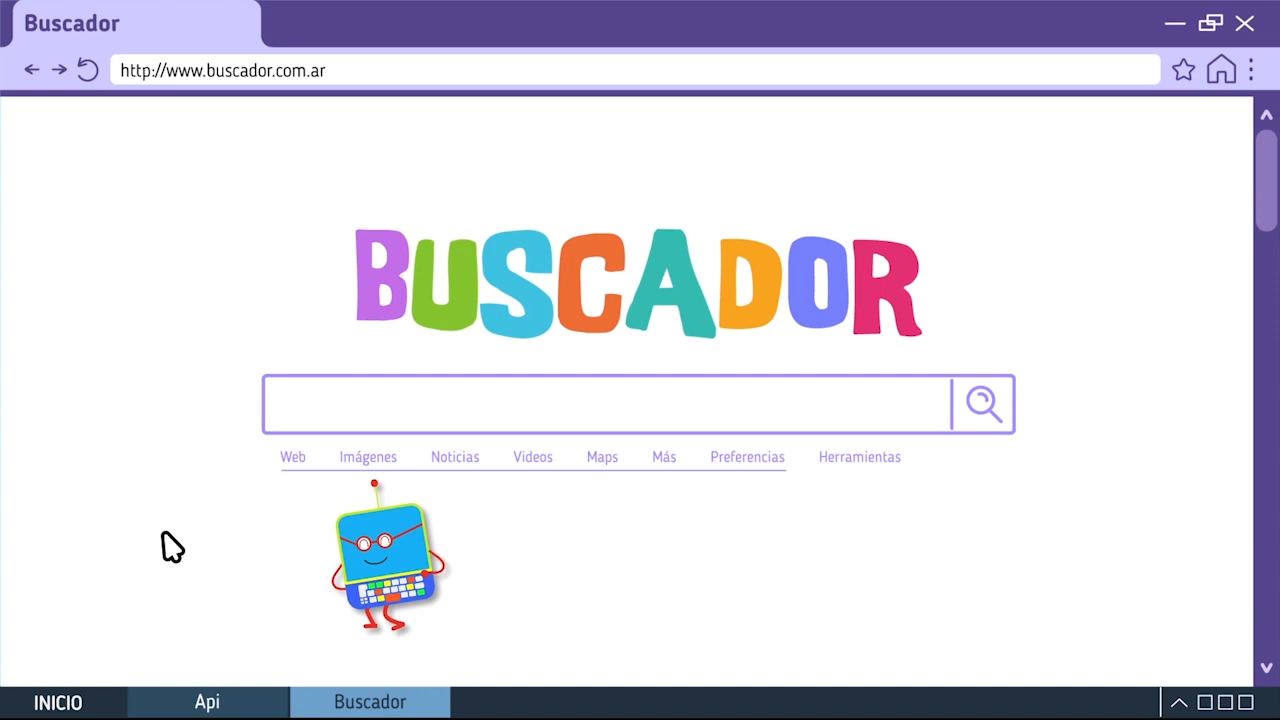 Buscador
http://www.buscador.com.ar
BUSCADOR
Web Imágenes Noticias Videos Maps Más Preferencias Herramientas
INICIO Api Buscador